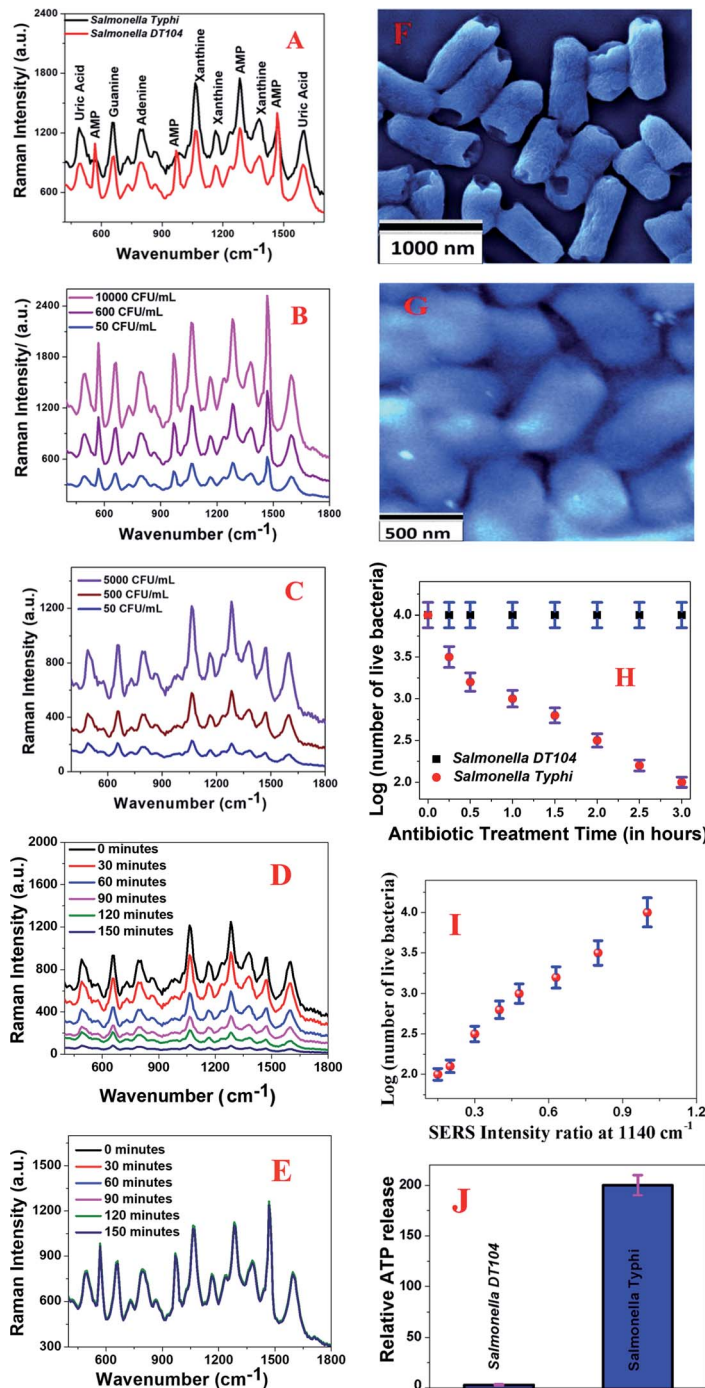 Salmonella Typhi
Salmonella DT104
A
Uric Acid
AMP
Guanine
Adenine
AMP
Xanthine
Xanthine
AMP
Xanthine
AMP
Uric Acid
Raman Intensity/ (a.u.)
2400
1800
1200
600
600 900 1200 1500
Wavenumber (cm-1)
B
10000 CFU/mL
600 CFU/mL
50 CFU/mL
Raman Intensity/ (a.u.)
2400
1800
1200
600
600 900 1200 1500 1800
Wavenumber (cm-1)
C
5000 CFU/mL
500 CFU/mL
50 CFU/mL
Raman Intensity (a.u.)
1200
800
400
0
600 900 1200 1500 1800
Wavenumber (cm-1)
D
0 minutes
30 minutes
60 minutes
90 minutes
120 minutes
150 minutes
Raman Intensity (a.u.)
2000
1600
1200
800
400
0
600 900 1200 1500 1800
Wavenumber (cm-1)
E
0 minutes
30 minutes
60 minutes
90 minutes
120 minutes
150 minutes
Raman Intensity (a.u.)
1500
1200
900
600
300
600 900 1200 1500 1800
Wavenumber (cm-1)
F
1000 nm
G
500 nm
H
Log (number of live bacteria)
4.0
3.5
3.0
2.5
2.0
Salmonella DT104
Salmonella Typhi
0.0 0.5 1.0 1.5 2.0 2.5 3.0
Antibiotic Treatment Time (in hours)
I
Log (number of live bacteria)
4.0
3.5
3.0
2.5
2.0
0.3 0.6 0.9 1.2
SERS Intensity ratio at 1140 cm-1
J
Relative ATP release
200
150
100
50
0
Salmonella DT104
Salmonella Typhi